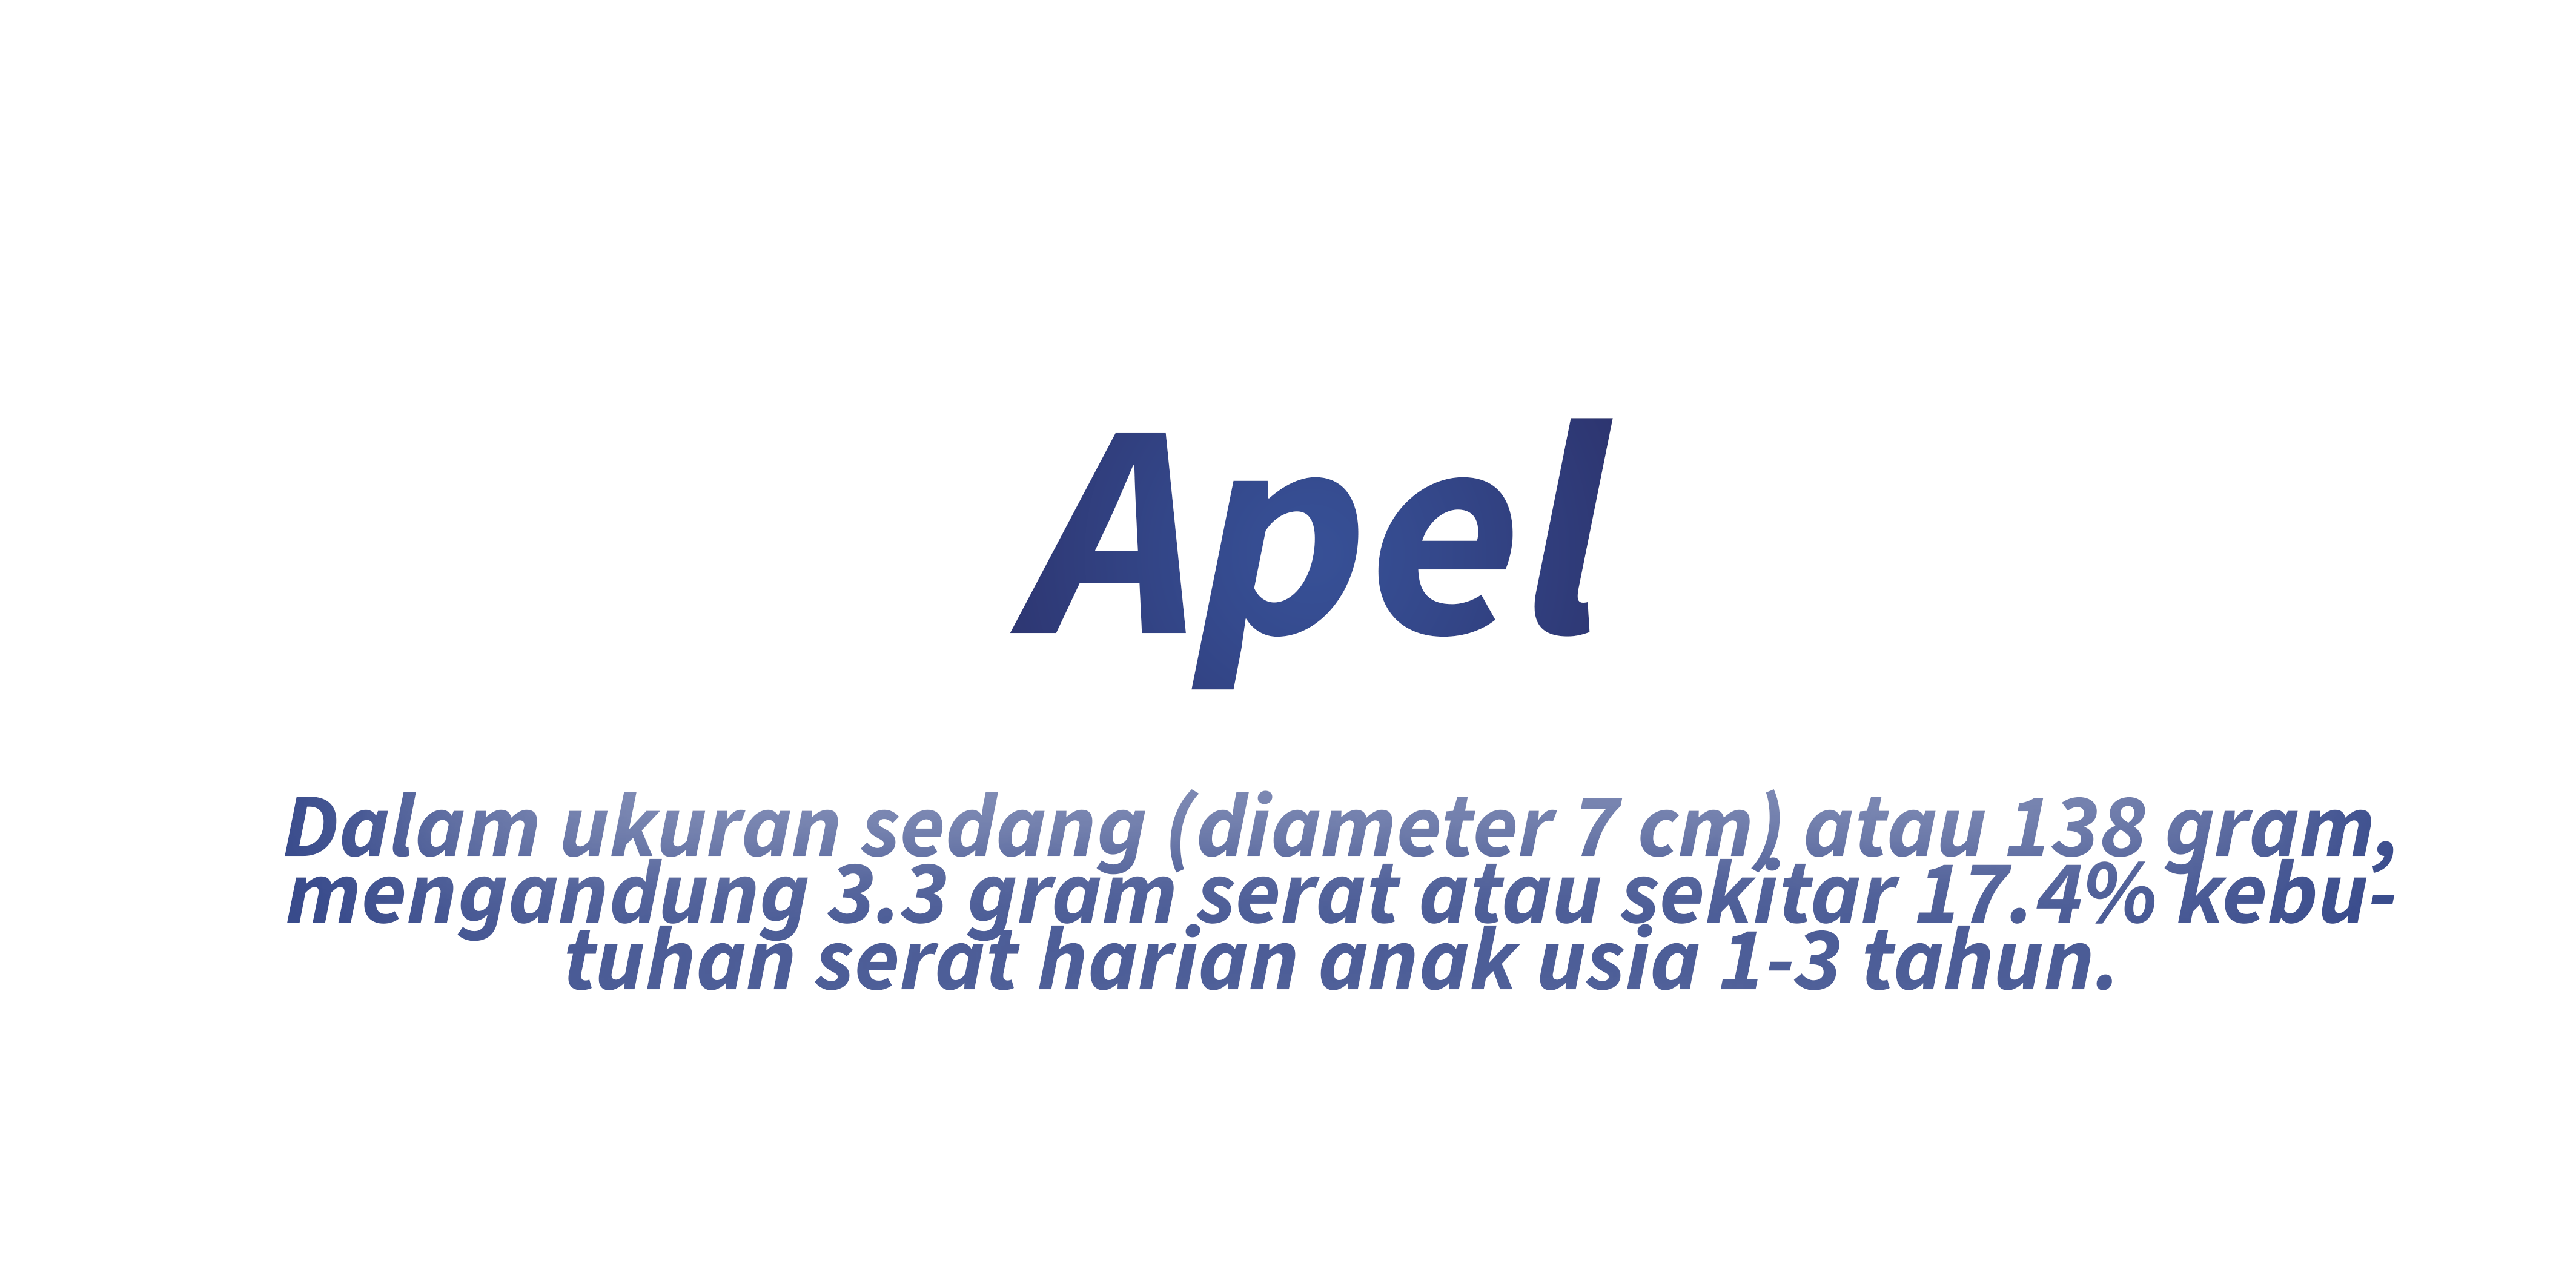 Apel
Dalam ukuran sedang (diameter 7 cm) atau 138 gram,
mengandung 3.3 gram serat atau sekitar 17.4% kebu-
tuhan serat harian anak usia 1-3 tahun.